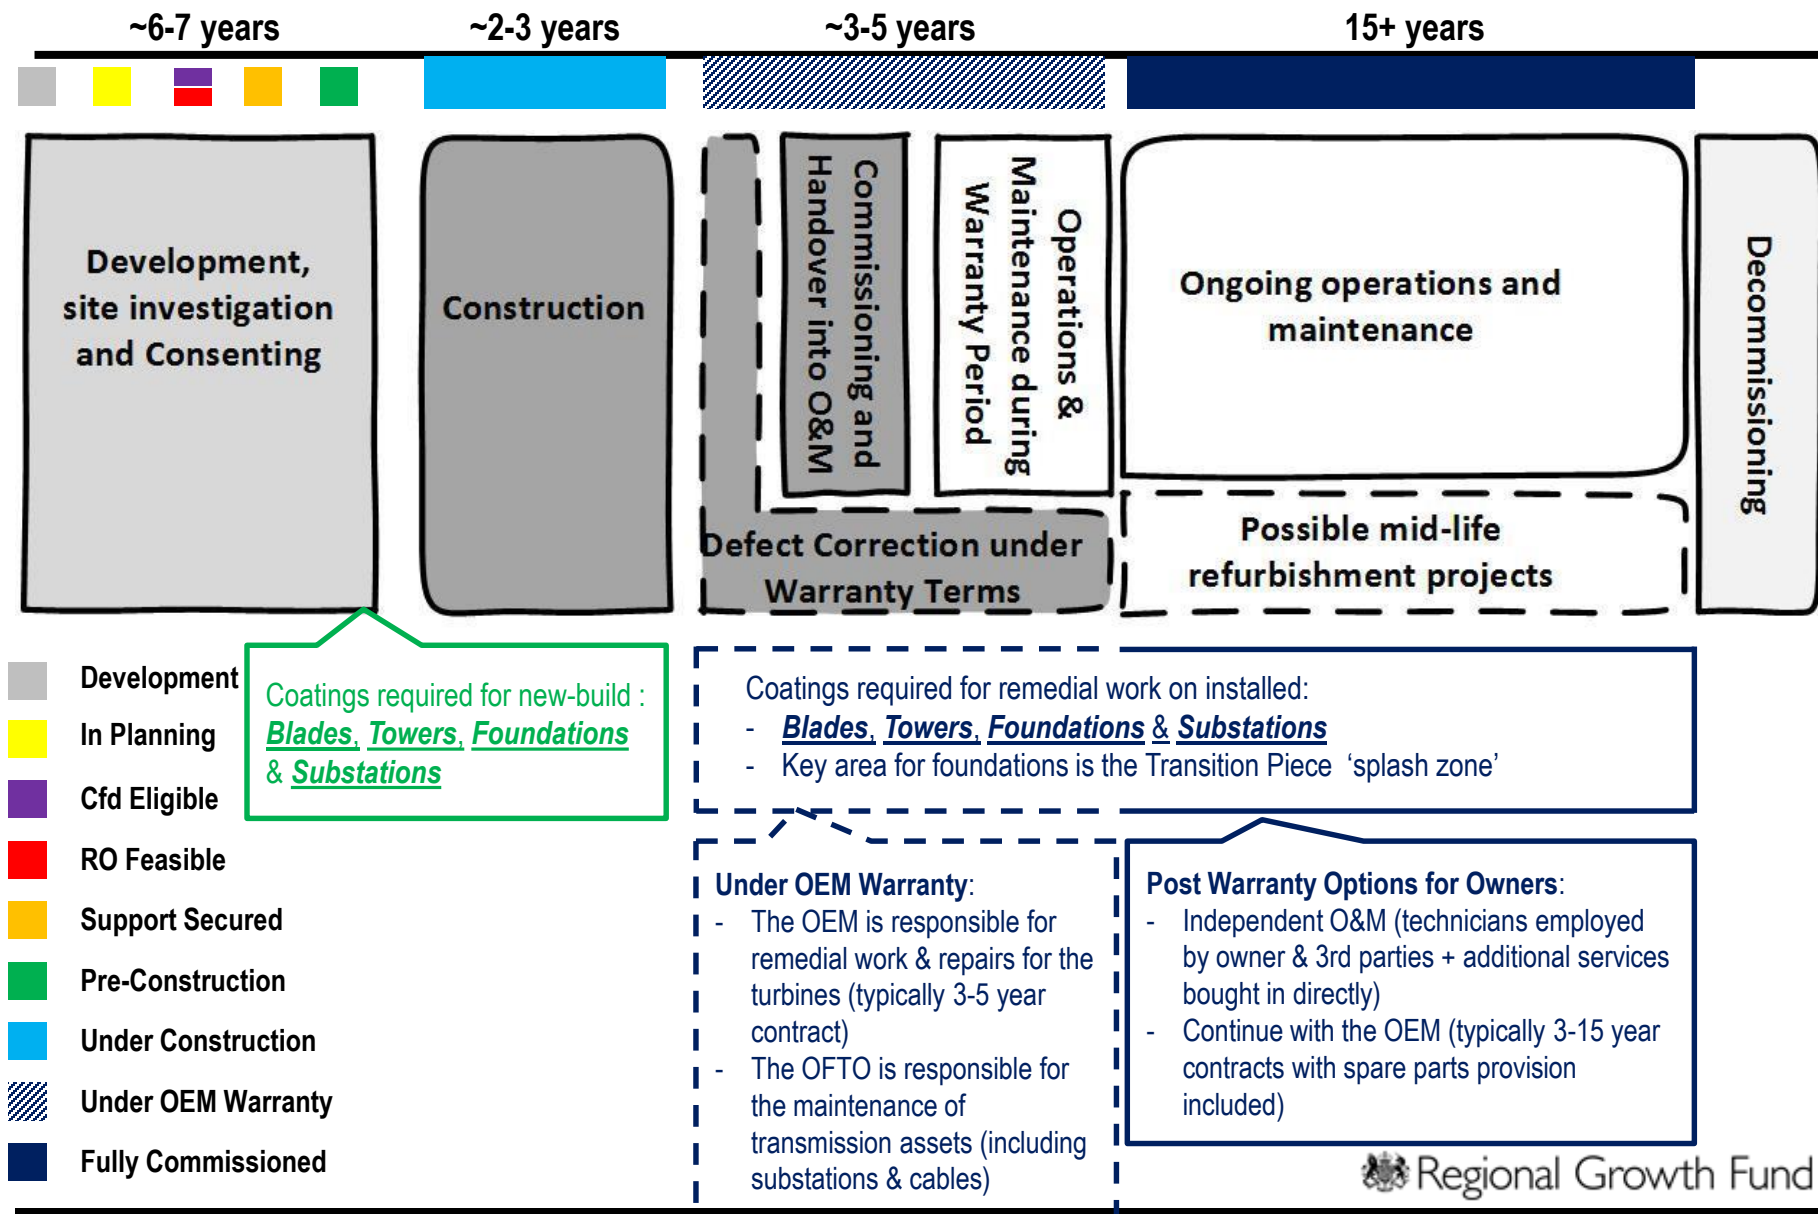 ~6-7 years
~2-3 years
~3-5 years
15+ years
Development,
site investigation
and Consenting
Construction
Commissioning and
Handover into O&M
Operations &
Maintenance during
Warranty Period
Defect Correction under
Warranty Terms
Ongoing operations and
maintenance
Possible mid-life
refurbishment projects
Decommissioning
Development
In Planning
Cfd Eligible
RO Feasible
Support Secured
Pre-Construction
Under Construction
Under OEM Warranty
Fully Commissioned
Coatings required for new-build :
Blades, Towers, Foundations
& Substations
Coatings required for remedial work on installed:
- Blades, Towers, Foundations & Substations
- Key area for foundations is the Transition Piece ‘splash zone’
Under OEM Warranty:
- The OEM is responsible for
remedial work & repairs for the
turbines (typically 3-5 year
contract)
- The OFTO is responsible for
the maintenance of
transmission assets (including
substations & cables)
Post Warranty Options for Owners:
- Independent O&M (technicians employed
by owner & 3rd parties + additional services
bought in directly)
- Continue with the OEM (typically 3-15 year
contracts with spare parts provision
included)
Regional Growth Fund